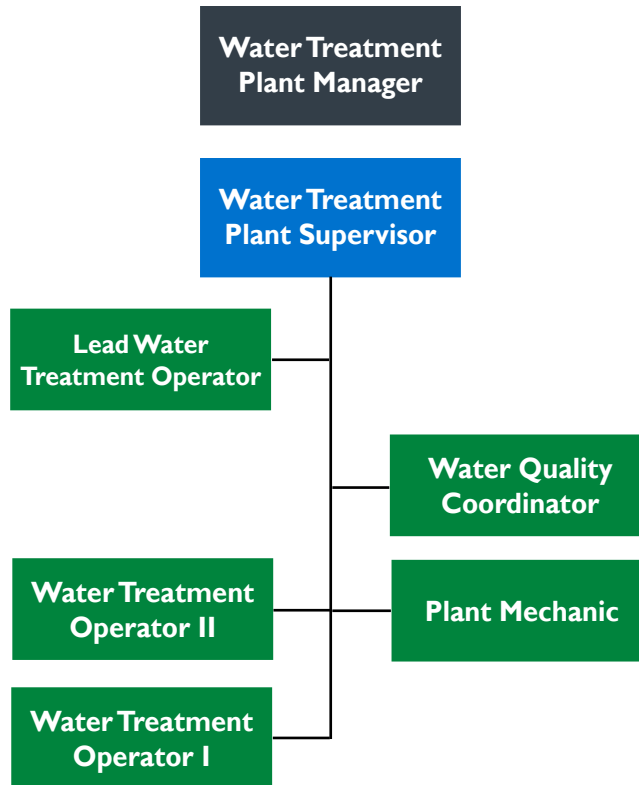 Water Treatment
Plant Manager
Water Treatment
Plant Supervisor
Lead Water
Treatment Operator
Water Quality
Coordinator
Water Treatment
Operator II
Plant Mechanic
Water Treatment
Operator I